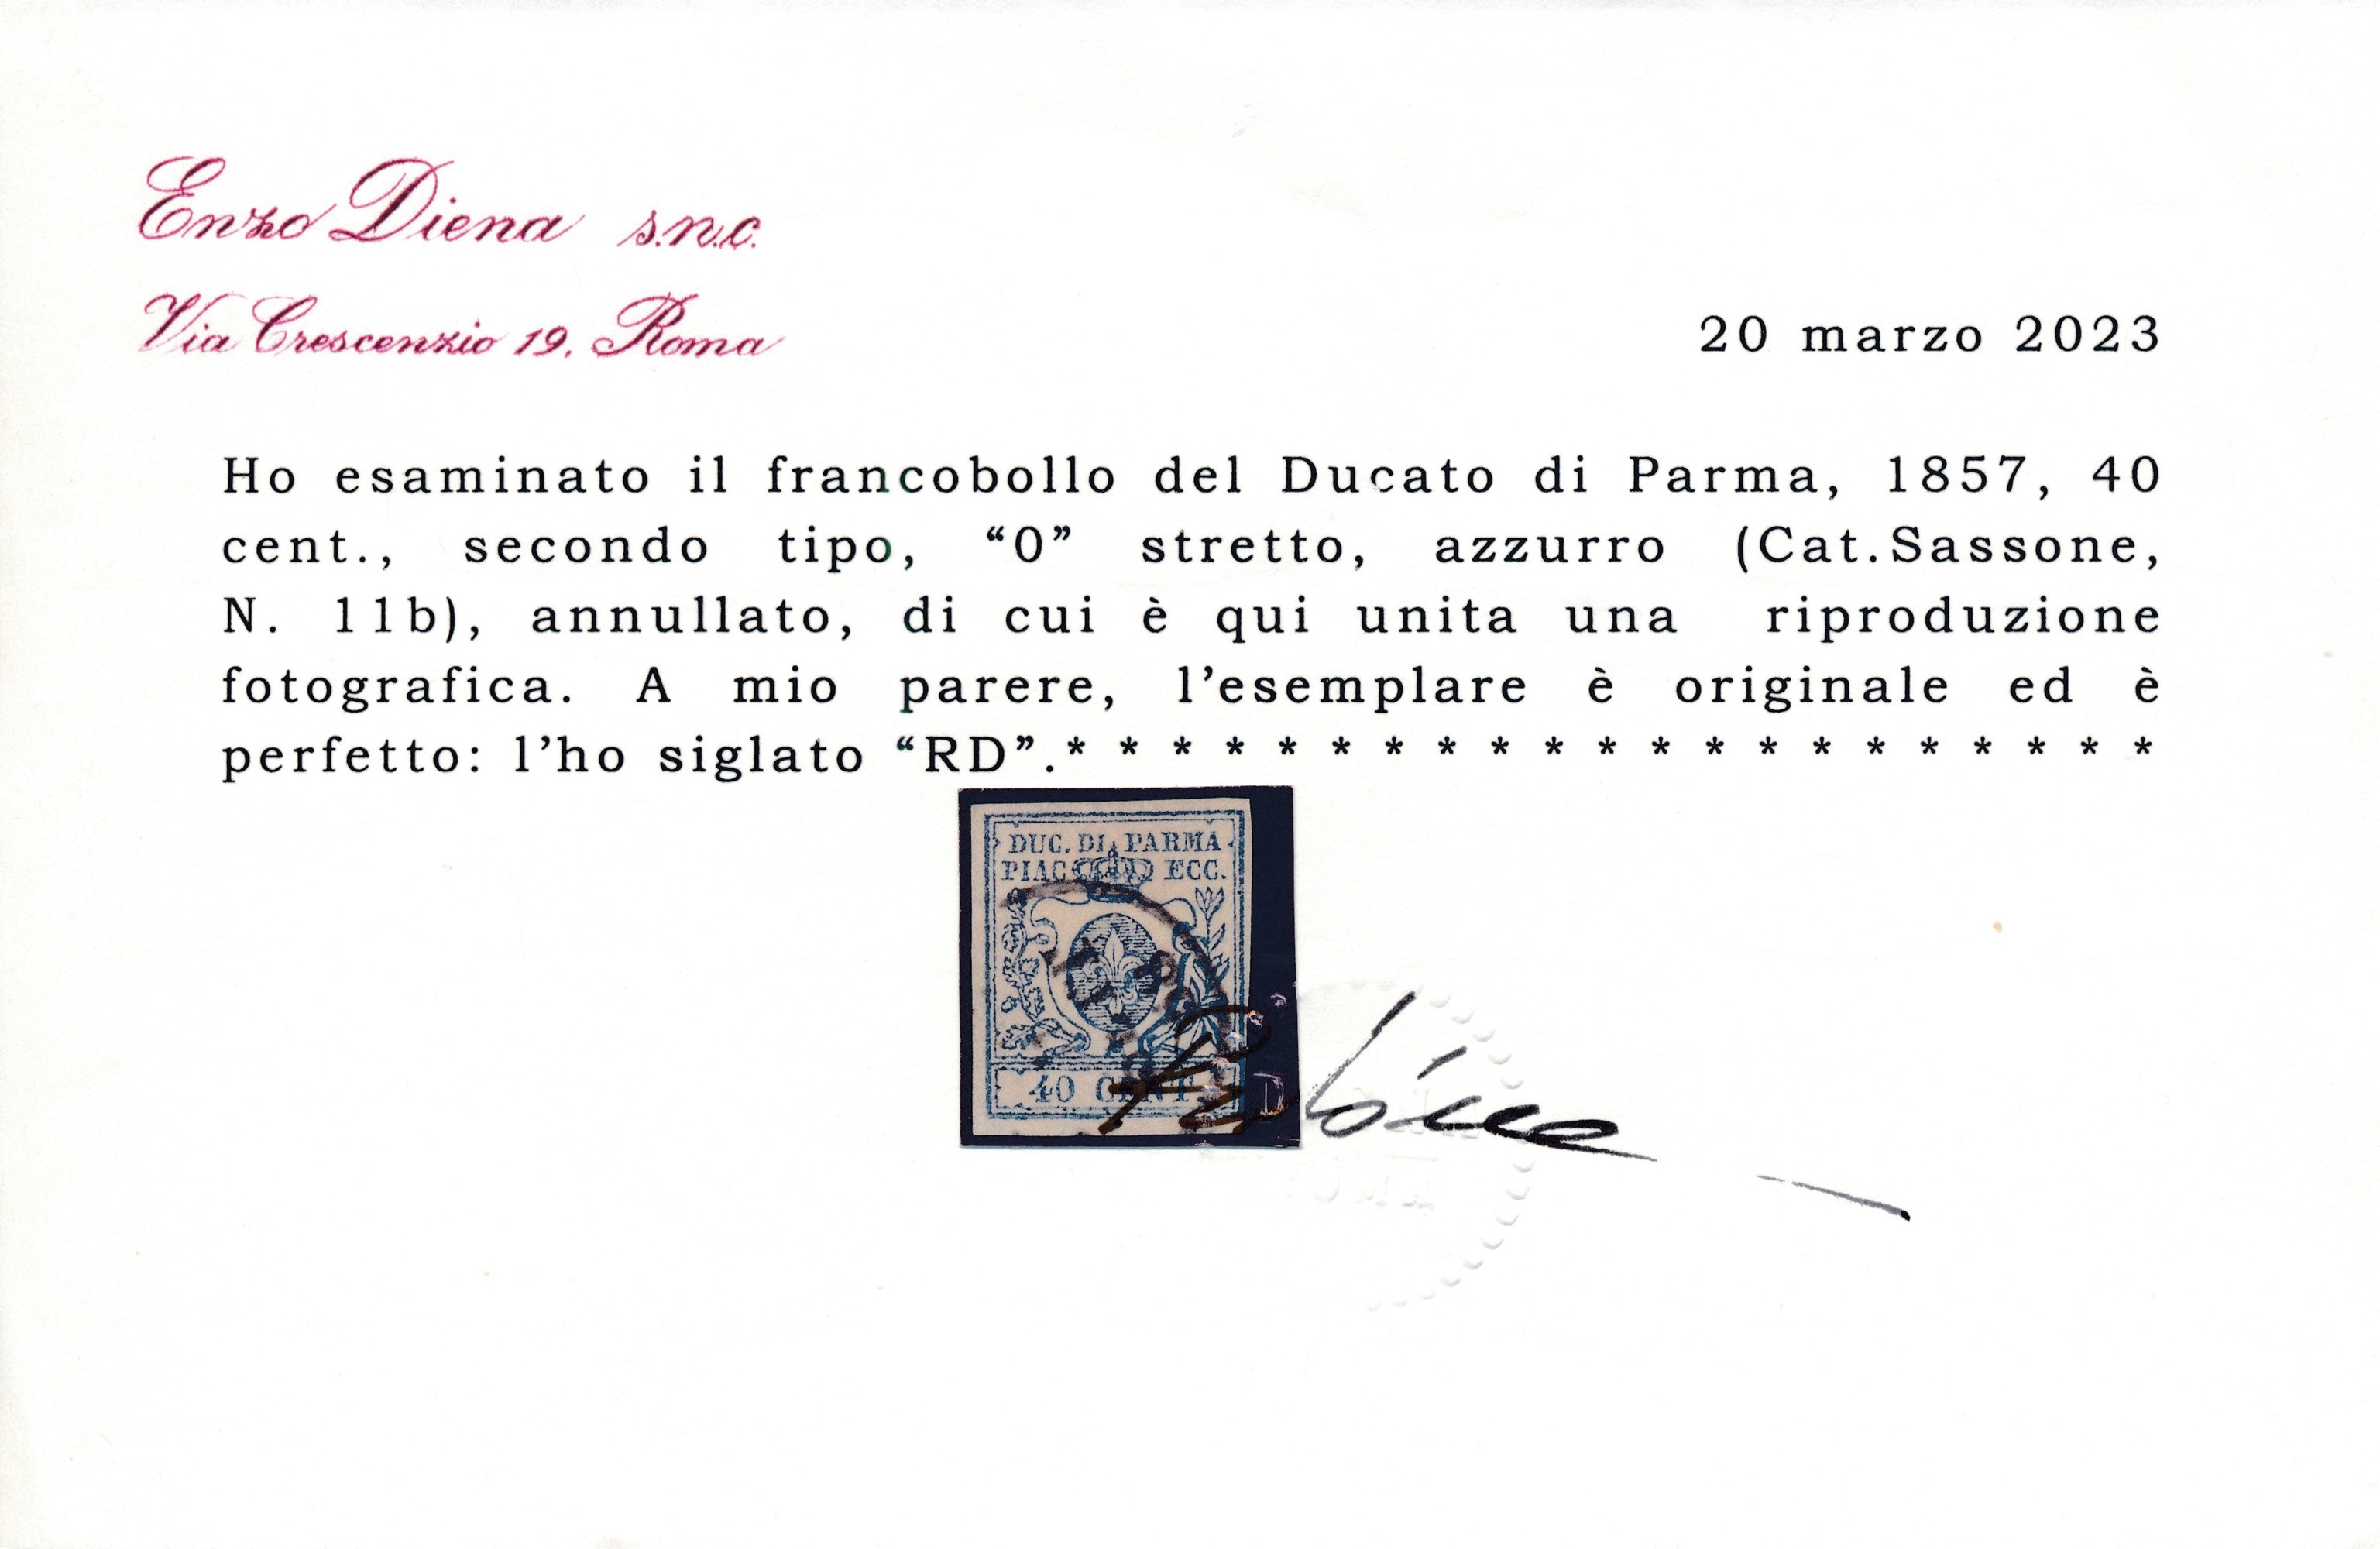 Enzo Diena s.n.c.
Via Crescenzio 19, Roma
20 marzo 2023
Ho esaminato il francobollo del Ducato di Parma, 1857, 40
cent., secondo tipo, “0” stretto, azzurro (Cat.Sassone,
N. 11b), annullato, di cui è qui unita una riproduzione
fotografica. A mio parere, l’esemplare è originale ed è
perfetto: l’ho siglato “RD”.* * * * * * * * * * * * * * * * * * * * *
DUC. DI PARMA
PIAC ECC.
40 CENT.